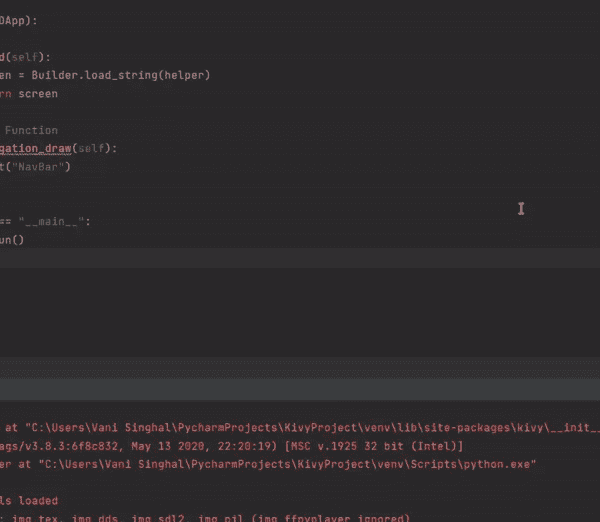 DApp):
d(self):
en = Builder.load_string(helper)
rn screen
Function
gation_draw(self):
t("NavBar")
== "__main__":
un()
at "C:\Users\Vani Singhal\PycharmProjects\KivyProject\venv\lib\site-packages\kivy\__init__
ags/v3.8.3:6f8c832, May 13 2020, 22:20:19) [MSC v.1925 32 bit (Intel)]
er at "C:\Users\Vani Singhal\PycharmProjects\KivyProject\venv\Scripts\python.exe"
ls loaded
: img_tex, img_dds, img_sdl2, img_pil (img_ffpyplayer ignored)